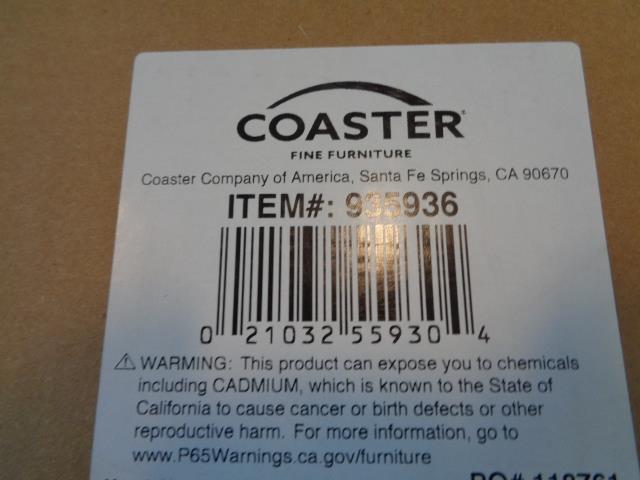 COASTER
FINE FURNITURE
Coaster Company of America, Santa Fe Springs, CA 90670
ITEM#: 935936
0 21032 55930 4
⚠ WARNING: This product can expose you to chemicals
including CADMIUM, which is known to the State of
California to cause cancer or birth defects or other
reproductive harm. For more information, go to
www.P65Warnings.ca.gov/furniture